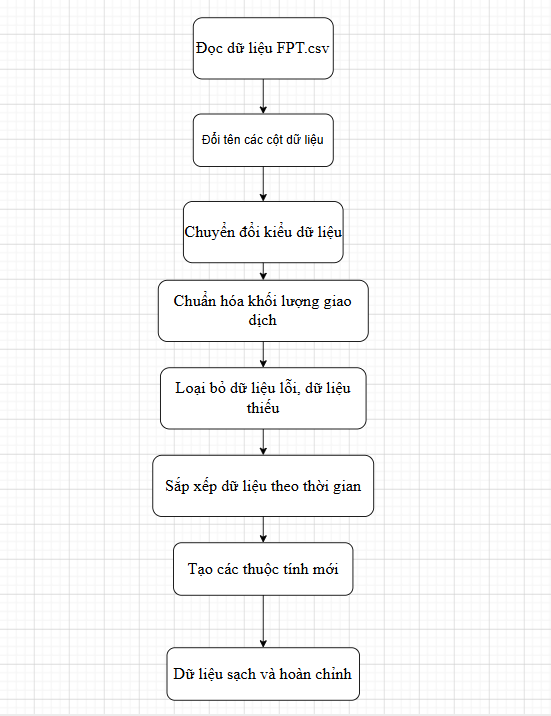 Đọc dữ liệu FPT.csv
Đổi tên các cột dữ liệu
Chuyển đổi kiểu dữ liệu
Chuẩn hóa khối lượng giao
dịch
Loại bỏ dữ liệu lỗi, dữ liệu
thiếu
Sắp xếp dữ liệu theo thời gian
Tạo các thuộc tính mới
Dữ liệu sạch và hoàn chỉnh